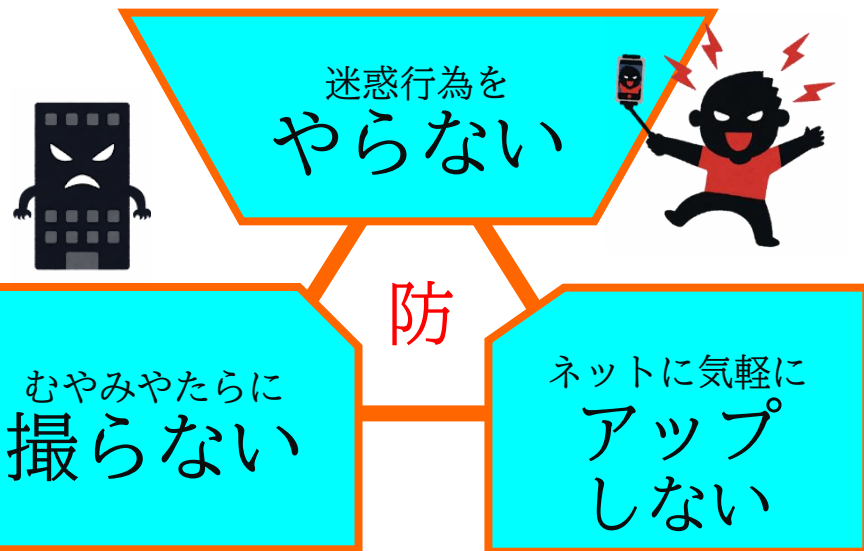 迷惑行為を
やらない
防
むやみやたらに
撮らない
ネットに気軽に
アップ
しない